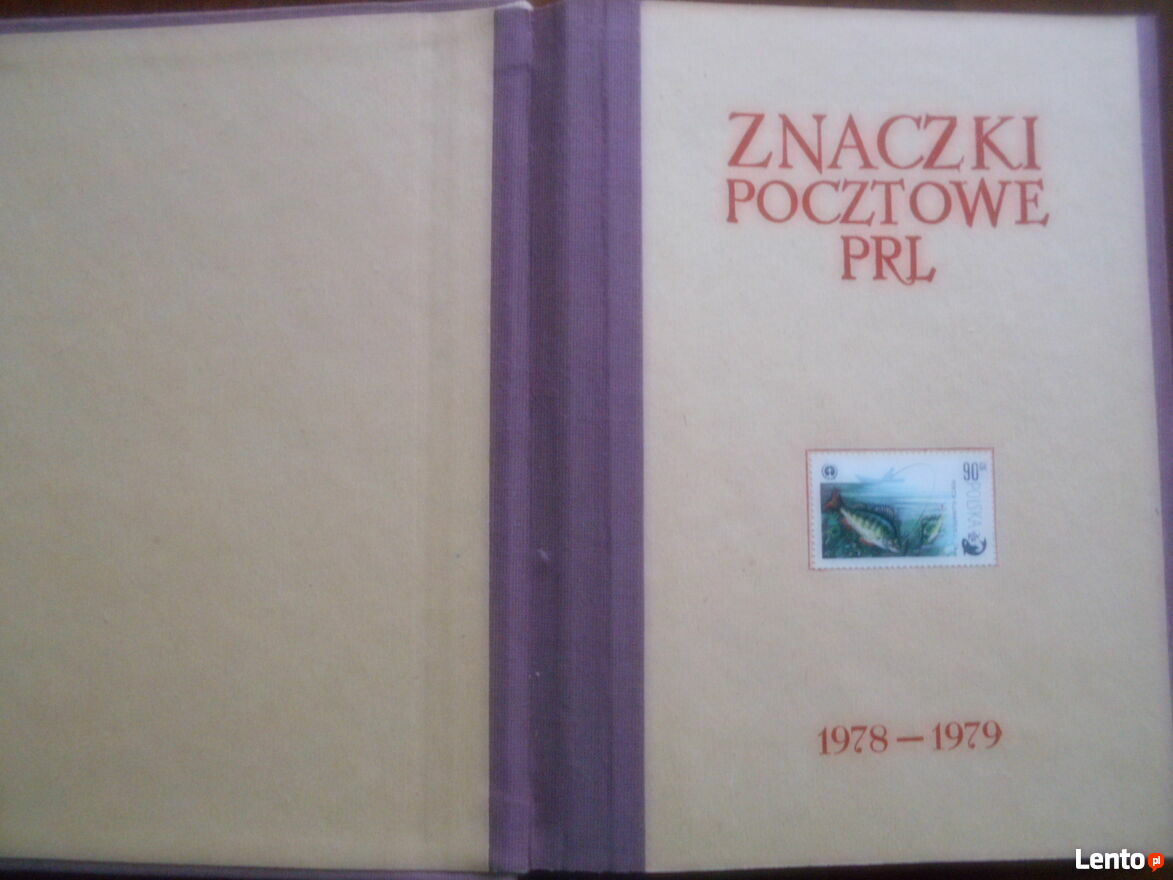 ZNACZKI
POCZTOWE
PRL
90
POLSKA
1978 — 1979
Lento.pl